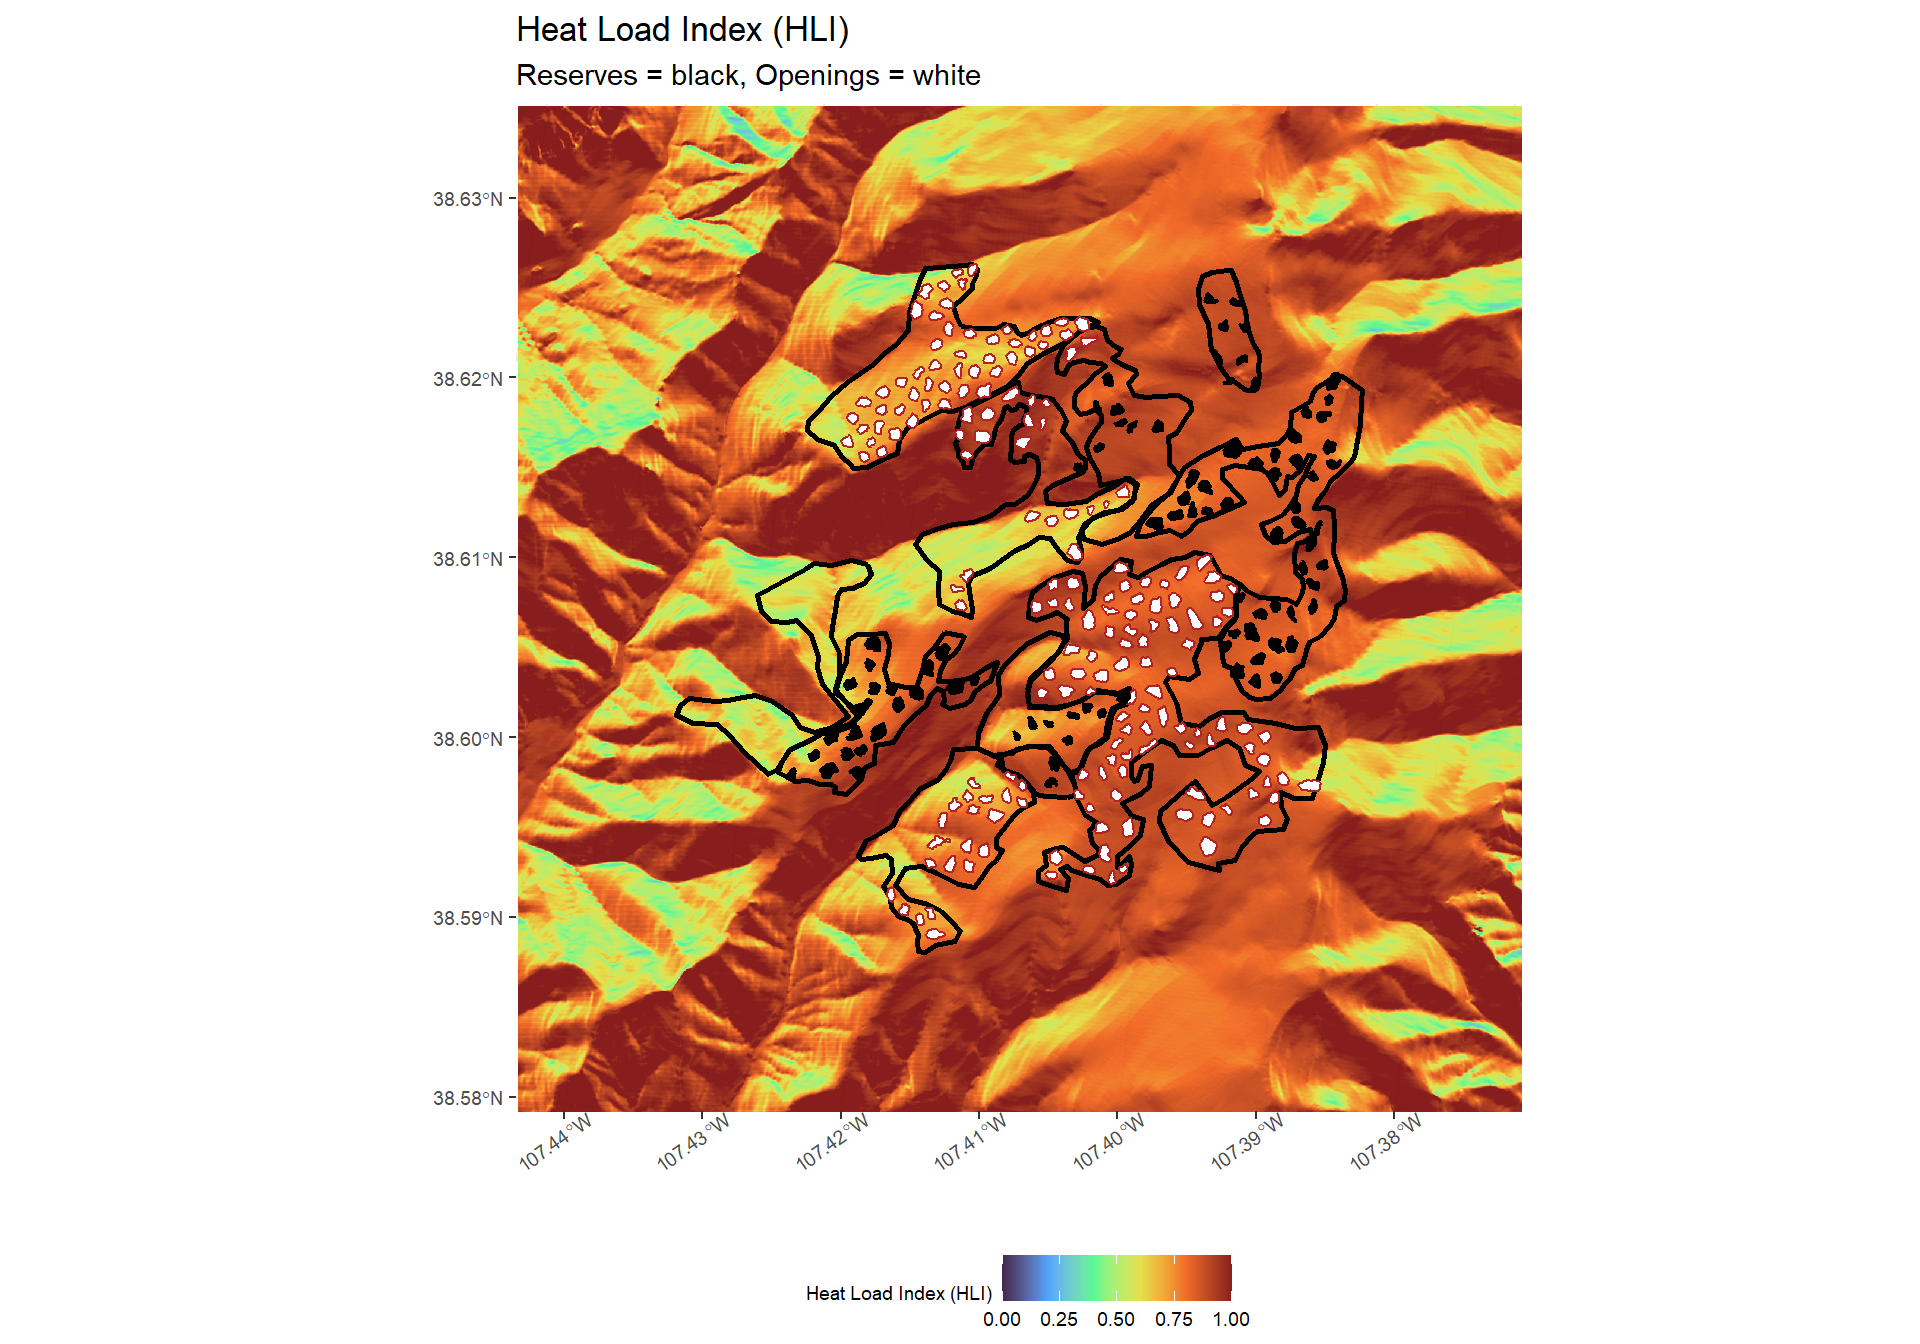 Heat Load Index (HLI)
Reserves = black, Openings = white
38.63°N
38.62°N
38.61°N
38.60°N
38.59°N
38.58°N
107.44°W 107.43°W 107.42°W 107.41°W 107.40°W 107.39°W 107.38°W
Heat Load Index (HLI)
0.00 0.25 0.50 0.75 1.00